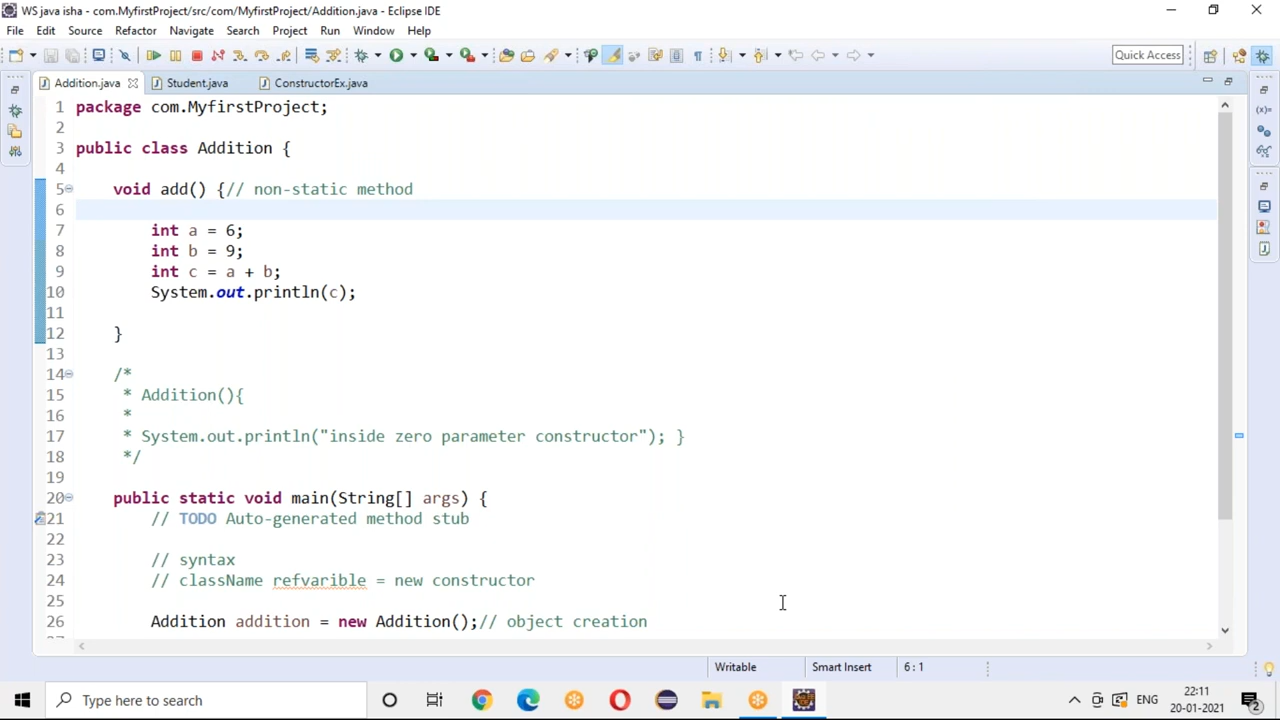 WS java isha - com.MyfirstProject/src/com/MyfirstProject/Addition.java - Eclipse IDE
File Edit Source Refactor Navigate Search Project Run Window Help
Quick Access
Addition.java Student.java ConstructorEx.java
1 package com.MyfirstProject;
2
3 public class Addition {
4
5 void add() {// non-static method
6
7 int a = 6;
8 int b = 9;
9 int c = a + b;
10 System.out.println(c);
11
12 }
13
14 /*
15 * Addition(){
16 *
17 * System.out.println("inside zero parameter constructor"); }
18 */
19
20 public static void main(String[] args) {
21 // TODO Auto-generated method stub
22
23 // syntax
24 // className refvarible = new constructor
25
26 Addition addition = new Addition();// object creation
Writable Smart Insert 6 : 1
Type here to search
ENG
22:11
20-01-2021
2